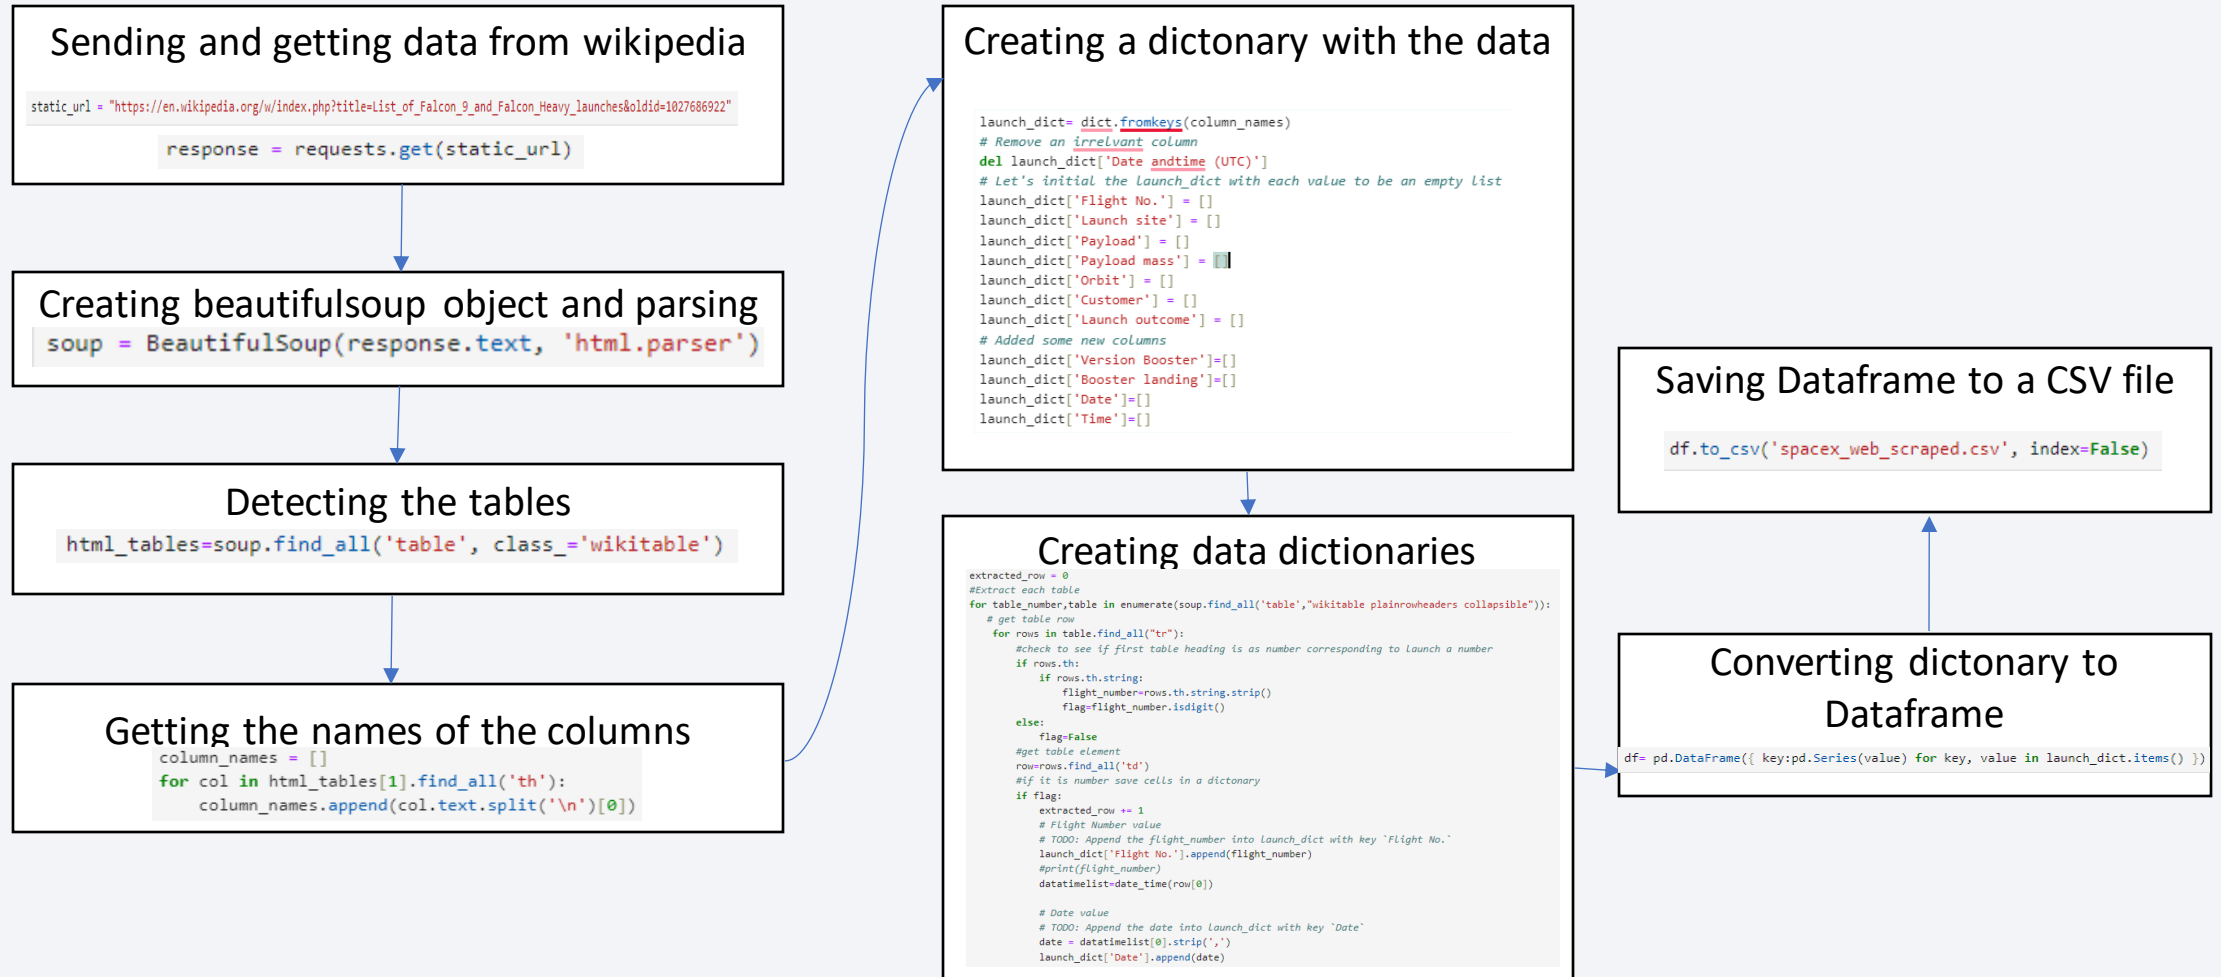 Sending and getting data from wikipedia
static_url = "https://en.wikipedia.org/w/index.php?title=List_of_Falcon_9_and_Falcon_Heavy_launches&oldid=1027686922"
response = requests.get(static_url)
Creating beautifulsoup object and parsing
soup = BeautifulSoup(response.text, 'html.parser')
Detecting the tables
html_tables=soup.find_all('table', class_='wikitable')
Getting the names of the columns
column_names = []
for col in html_tables[1].find_all('th'):
    column_names.append(col.text.split('\n')[0])
Creating a dictonary with the data
launch_dict= dict.fromkeys(column_names)
# Remove an irrelvant column
del launch_dict['Date andtime (UTC)']
# Let's initial the launch_dict with each value to be an empty list
launch_dict['Flight No.'] = []
launch_dict['Launch site'] = []
launch_dict['Payload'] = []
launch_dict['Payload mass'] = []
launch_dict['Orbit'] = []
launch_dict['Customer'] = []
launch_dict['Launch outcome'] = []
# Added some new columns
launch_dict['Version Booster']=[]
launch_dict['Booster landing']=[]
launch_dict['Date']=[]
launch_dict['Time']=[]
Creating data dictionaries
extracted_row = 0
#Extract each table
for table_number,table in enumerate(soup.find_all('table',"wikitable plainrowheaders collapsible")):
   # get table row
    for rows in table.find_all("tr"):
        #check to see if first table heading is as number corresponding to launch a number
        if rows.th:
            if rows.th.string:
                flight_number=rows.th.string.strip()
                flag=flight_number.isdigit()
        else:
            flag=False
        #get table element
        row=rows.find_all('td')
        #if it is number save cells in a dictonary
        if flag:
            extracted_row += 1
            # Flight Number value
            # TODO: Append the flight_number into launch_dict with key `Flight No.`
            launch_dict['Flight No.'].append(flight_number)
            #print(flight_number)
            datatimelist=date_time(row[0])
            # Date value
            # TODO: Append the date into launch_dict with key `Date`
            date = datatimelist[0].strip(',')
            launch_dict['Date'].append(date)
Converting dictonary to
Dataframe
df= pd.DataFrame({ key:pd.Series(value) for key, value in launch_dict.items() })
Saving Dataframe to a CSV file
df.to_csv('spacex_web_scraped.csv', index=False)